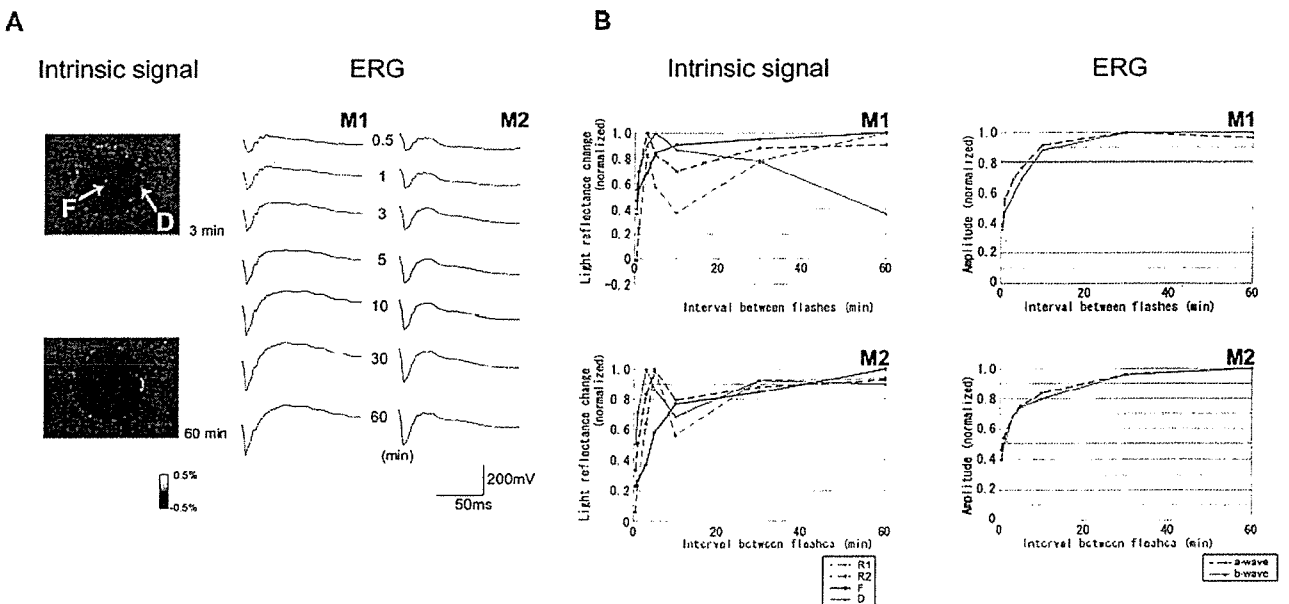 A
B
Intrinsic signal
ERG
Intrinsic signal
ERG
M1
0.5
M2
1
3
5
10
30
60
(min)
F
D
3 min
60 min
0.5%
-0.5%
200mV
50ms
M1
Light reflectance change
(normalized)
1.0
0.8
0.6
0.4
0.2
0
-0.2
0
20
40
60
Interval between flashes (min)
M1
Amplitude (normalized)
1.0
0.8
0.6
0.4
0.2
0
0
20
40
60
Interval between flashes (min)
M2
Light reflectance change
(normalized)
1.0
0.8
0.6
0.4
0.2
0
0
20
40
60
Interval between flashes (min)
R1
R2
F
D
M2
Amplitude (normalized)
1.0
0.8
0.6
0.4
0.2
0
0
20
40
60
Interval between flashes (min)
a-wave
b-wave